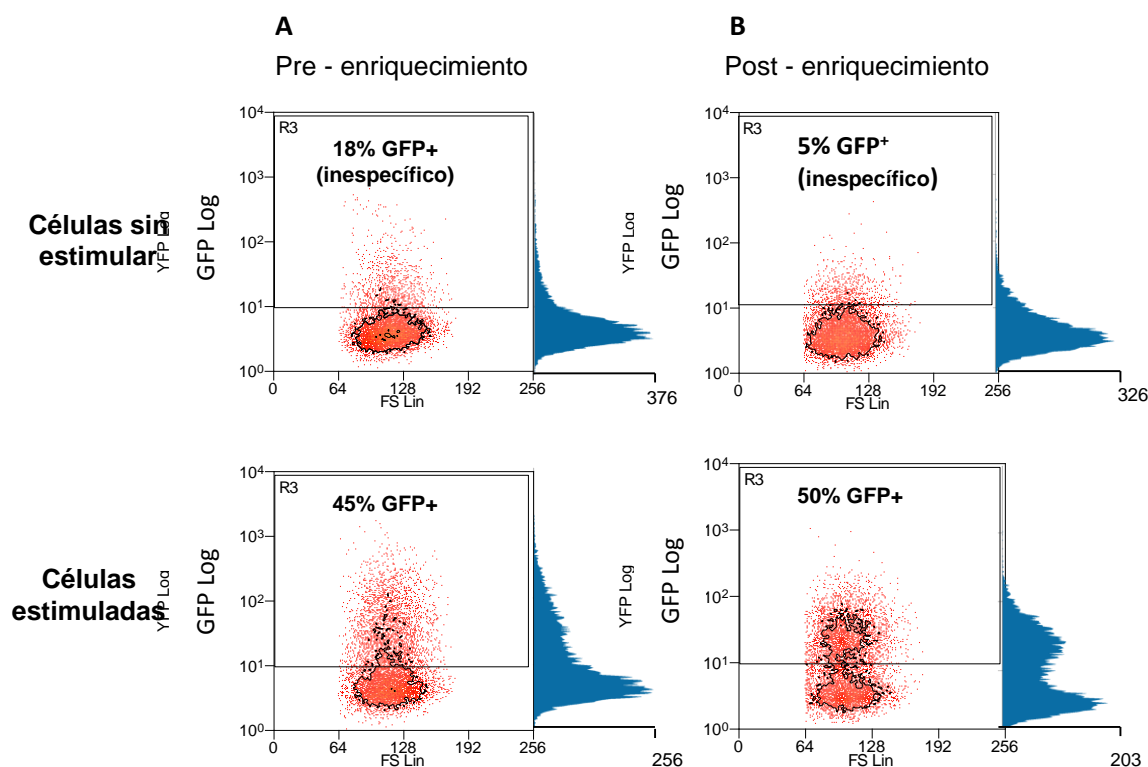 A
B
Pre - enriquecimiento
Post - enriquecimiento
Células sin
estimular
YFP Log
GFP Log
10⁴
10³
10²
10¹
10⁰
R3
18% GFP+
(inespecífico)
0
64
128
192
256
FS Lin
376
YFP Log
GFP Log
10⁴
10³
10²
10¹
10⁰
R3
5% GFP⁺
(inespecífico)
0
64
128
192
256
FS Lin
326
Células
estimuladas
YFP Log
GFP Log
10⁴
10³
10²
10¹
10⁰
R3
45% GFP+
0
64
128
192
256
FS Lin
256
YFP Log
GFP Log
10⁴
10³
10²
10¹
10⁰
R3
50% GFP+
0
64
128
192
256
FS Lin
203